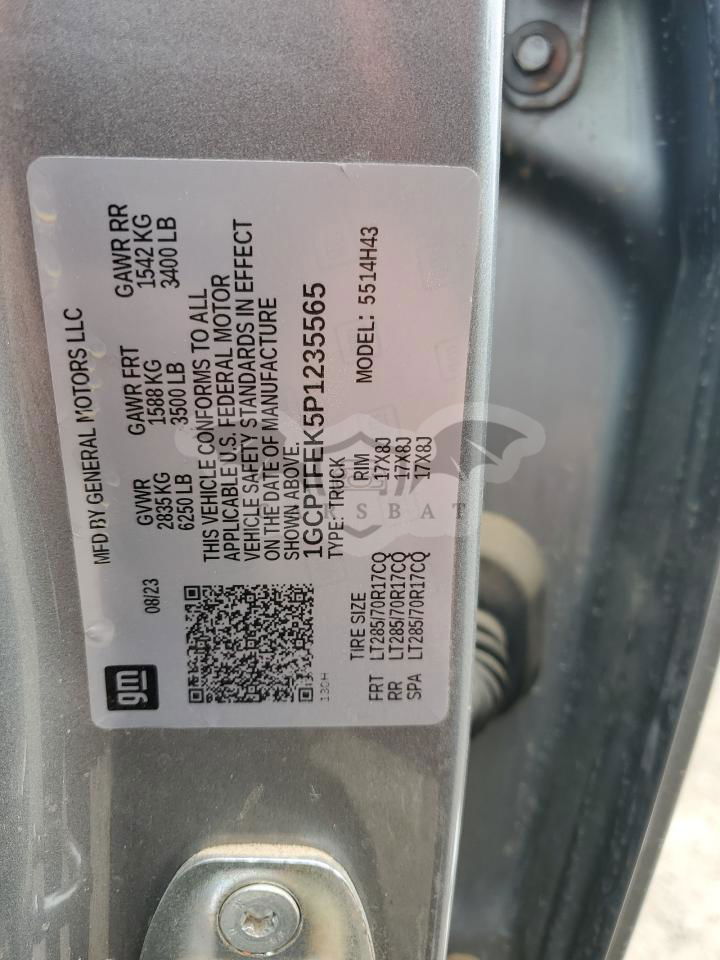 MFD BY GENERAL MOTORS LLC
08/23
GVWR
2835 KG
6250 LB
GAWR FRT
1588 KG
3500 LB
GAWR RR
1542 KG
3400 LB
THIS VEHICLE CONFORMS TO ALL
APPLICABLE U.S. FEDERAL MOTOR
VEHICLE SAFETY STANDARDS IN EFFECT
ON THE DATE OF MANUFACTURE
SHOWN ABOVE.
1GCPTFEK5P1235565
TYPE: TRUCK
MODEL: 5514H43
gm
13CH
TIRE SIZE RIM
FRT LT285/70R17CQ 17X8J
RR LT285/70R17CQ 17X8J
SPA LT285/70R17CQ 17X8J
KSBAT